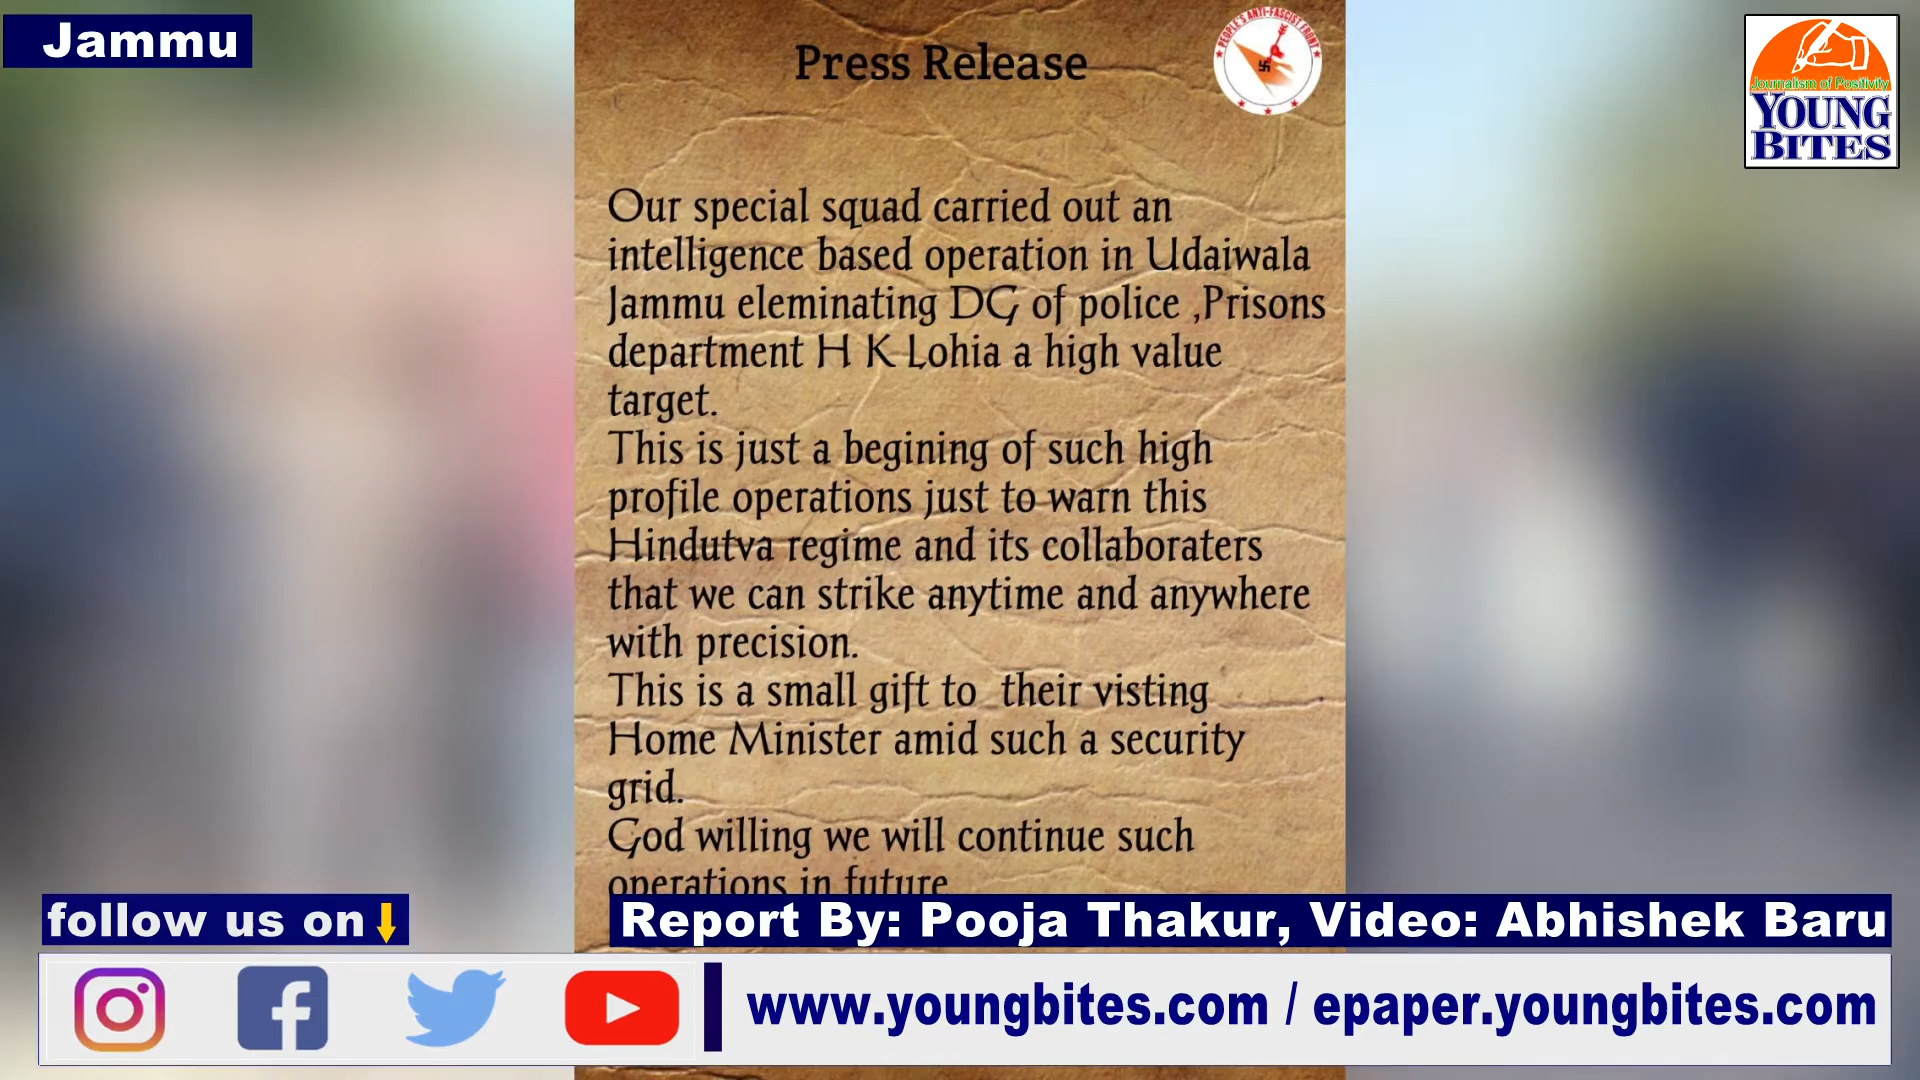 Jammu
Press Release
PEOPLE'S ANTI-FASCIST FRONT
Journalism of Positivity
YOUNG
BITES
Our special squad carried out an
intelligence based operation in Udaiwala
Jammu eleminating DG of police ,Prisons
department H K Lohia a high value
target.
This is just a begining of such high
profile operations just to warn this
Hindutva regime and its collaboraters
that we can strike anytime and anywhere
with precision.
This is a small gift to their visting
Home Minister amid such a security
grid.
God willing we will continue such
operations in future
follow us on
Report By: Pooja Thakur, Video: Abhishek Baru
www.youngbites.com / epaper.youngbites.com